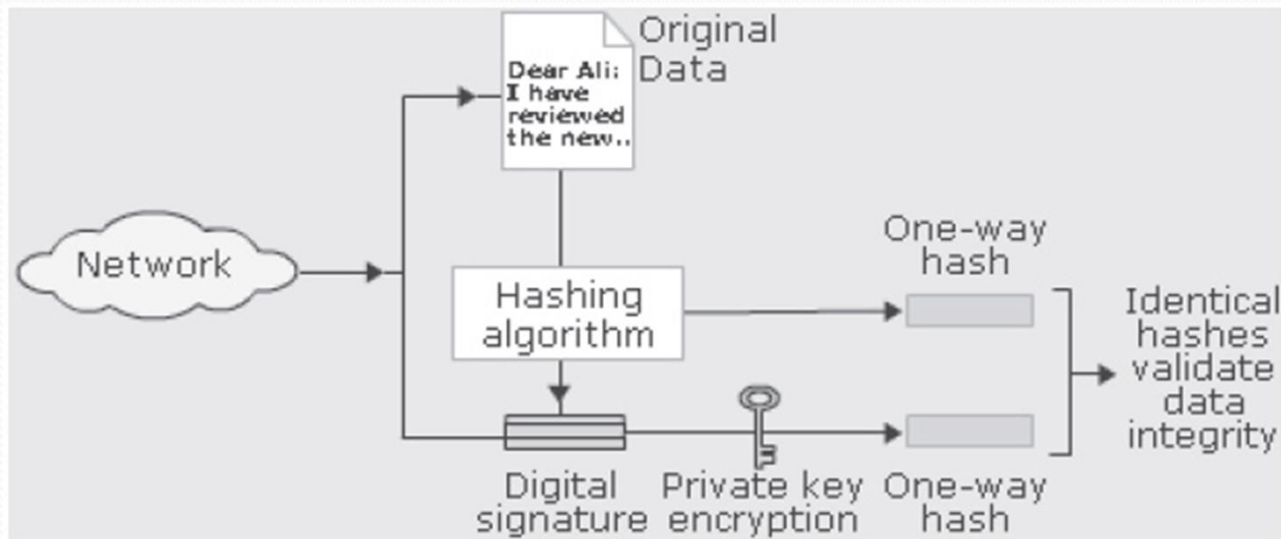 Original
Data
Dear Ali:
I have
reviewed
the new..
Network
Hashing
algorithm
One-way
hash
Identical
hashes
validate
data
integrity
Digital
signature
Private key
encryption
One-way
hash